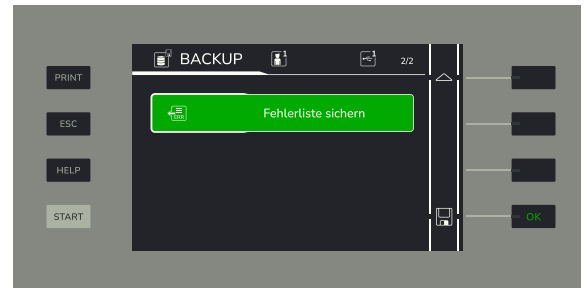 BACKUP 1 1 2/2
PRINT
ERR Fehlerliste sichern
ESC
HELP
START OK